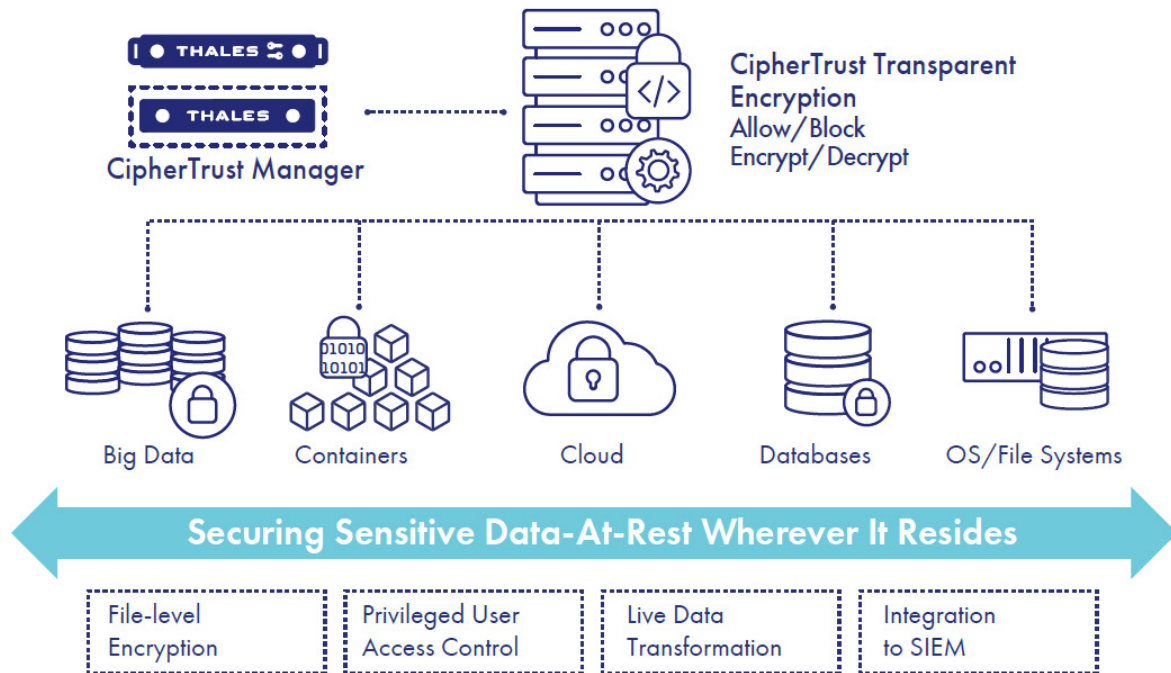 THALES
THALES
CipherTrust Manager
</>
CipherTrust Transparent
Encryption
Allow/Block
Encrypt/Decrypt
01010
10101
Big Data
Containers
Cloud
Databases
OS/File Systems
Securing Sensitive Data-At-Rest Wherever It Resides
File-level
Encryption
Privileged User
Access Control
Live Data
Transformation
Integration
to SIEM